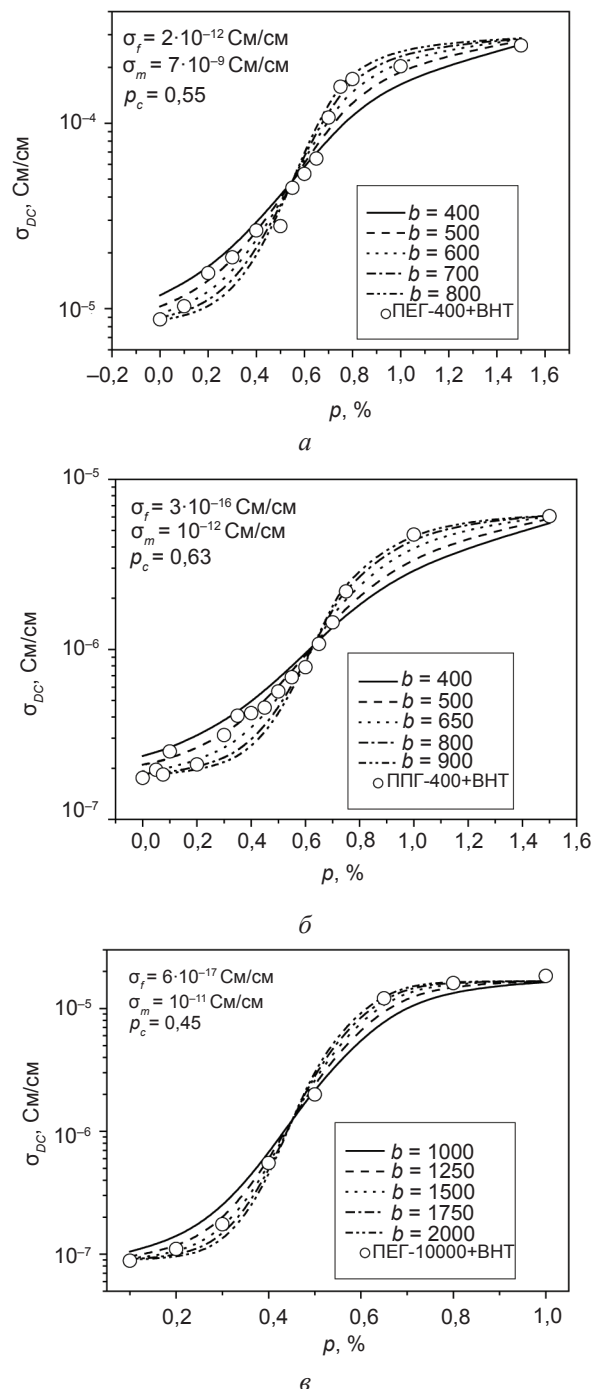 σ_f = 2·10⁻¹² См/см
σ_m = 7·10⁻⁹ См/см
p_c = 0,55
10⁻⁴
10⁻⁵
σ_DC, См/см
b = 400
b = 500
b = 600
b = 700
b = 800
ПЕГ-400+ВНТ
–0,2 0,0 0,2 0,4 0,6 0,8 1,0 1,2 1,4 1,6
p, %
а
10⁻⁵
σ_f = 3·10⁻¹⁶ См/см
σ_m = 10⁻¹² См/см
p_c = 0,63
10⁻⁶
10⁻⁷
σ_DC, См/см
b = 400
b = 500
b = 650
b = 800
b = 900
ППГ-400+ВНТ
0,0 0,2 0,4 0,6 0,8 1,0 1,2 1,4 1,6
p, %
б
σ_f = 6·10⁻¹⁷ См/см
σ_m = 10⁻¹¹ См/см
p_c = 0,45
10⁻⁵
10⁻⁶
10⁻⁷
σ_DC, См/см
b = 1000
b = 1250
b = 1500
b = 1750
b = 2000
ПЕГ-10000+ВНТ
0,2 0,4 0,6 0,8 1,0
p, %
в